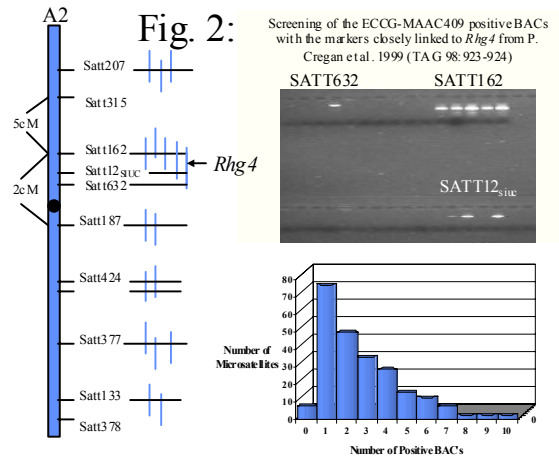 A2
Fig. 2:
Satt207
Satt315
5cM
Satt162
Satt12SIUC
Satt632
Rhg4
2cM
Satt187
Satt424
Satt377
Satt133
Satt378
Screening of the ECCG-MAAC409 positive BACs
with the markers closely linked to Rhg4 from P.
Cregan et al. 1999 (TAG 98: 923-924)
SATT632 SATT162
SATT12siuc
80
70
60
50
40
30
20
10
0
Number of
Microsatellites
0 1 2 3 4 5 6 7 8 9 10 0
Number of Positive BAC's